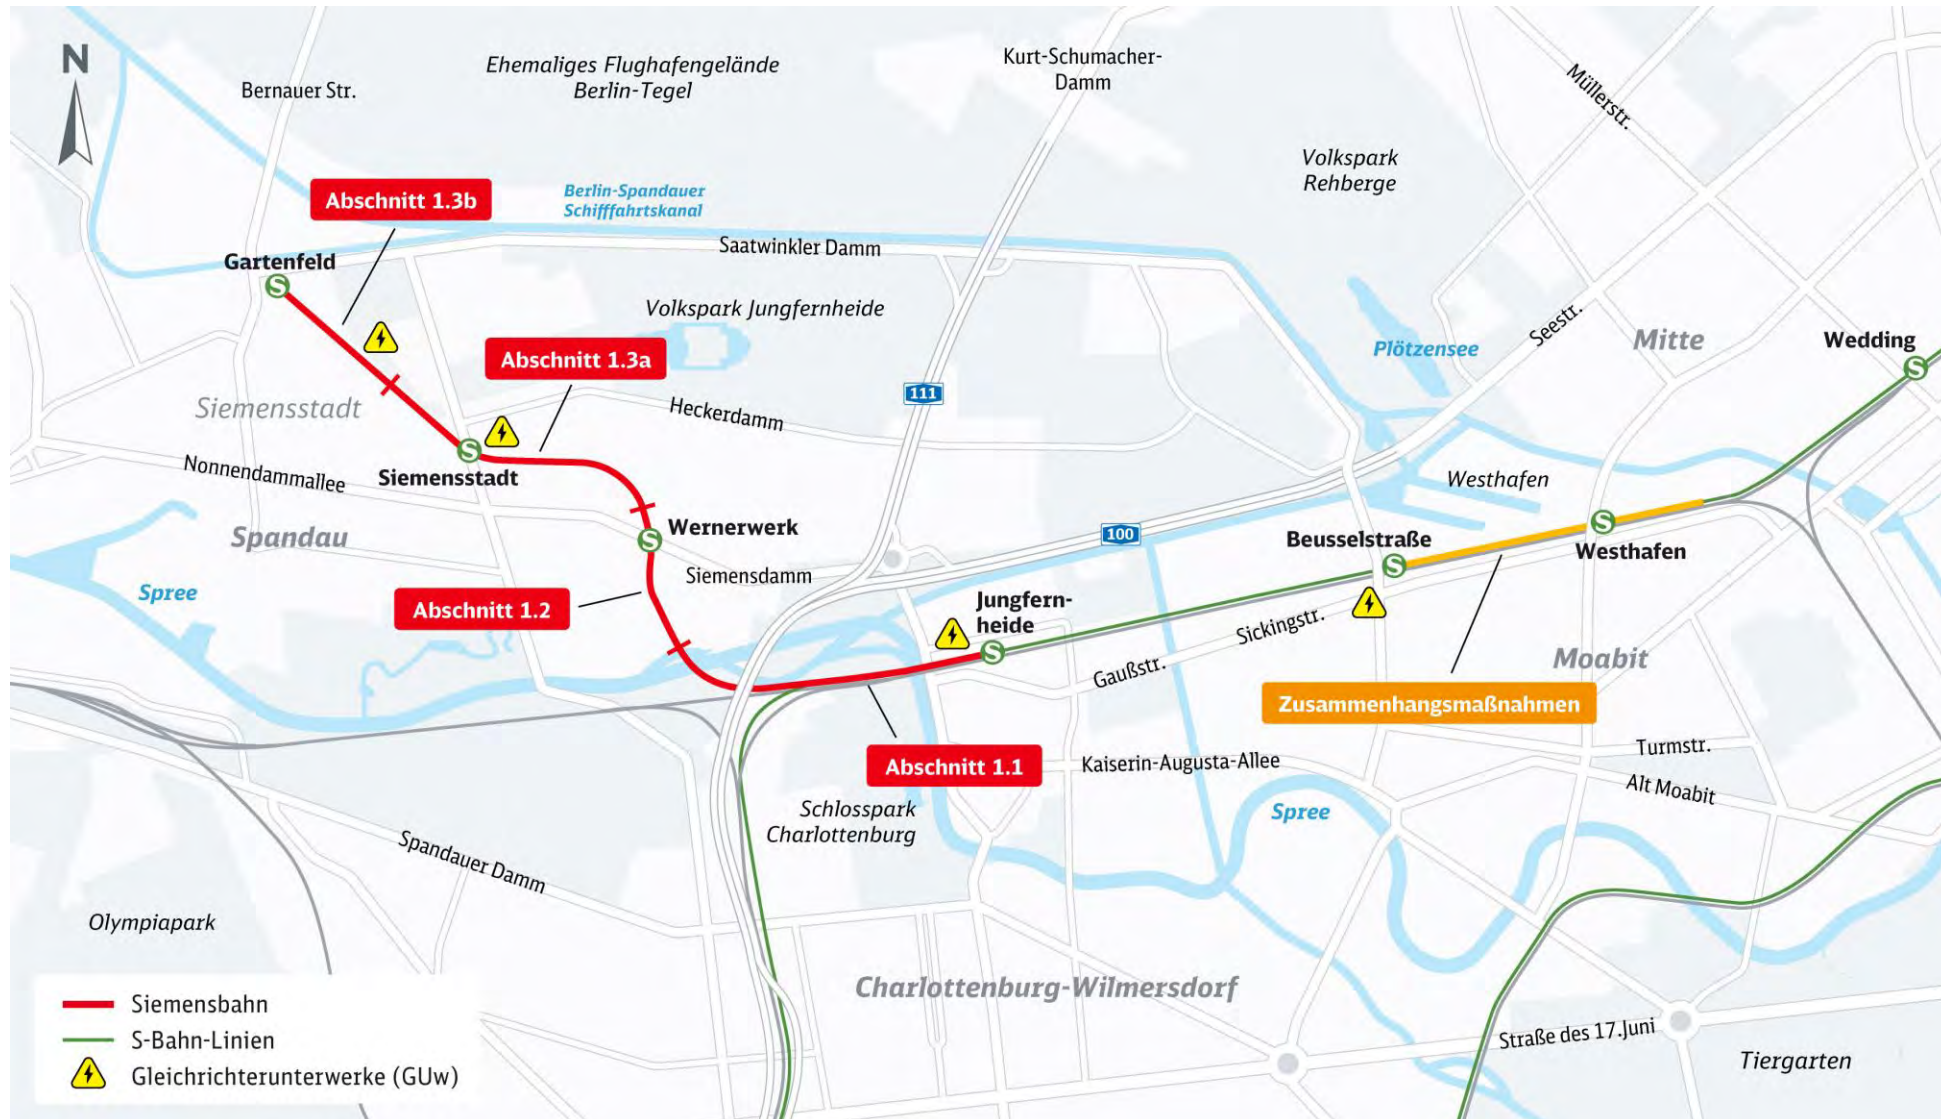 N
Bernauer Str.
Ehemaliges Flughafengelände
Berlin-Tegel
Kurt-Schumacher-
Damm
Müllerstr.
Volkspark
Rehberge
Abschnitt 1.3b
Berlin-Spandauer
Schifffahrtskanal
Saatwinkler Damm
Gartenfeld
S
Volkspark Jungfernheide
Seestr.
Mitte
Wedding
S
Plötzensee
Abschnitt 1.3a
111
Siemensstadt
Heckerdamm
S
Siemensstadt
Nonnendammallee
Westhafen
Spandau
Wernerwerk
S
100
Beusselstraße
S
Westhafen
S
Siemensdamm
Spree
Abschnitt 1.2
Jungfern-
heide
S
Sickingstr.
Gaußstr.
Moabit
Zusammenhangsmaßnahmen
Turmstr.
Abschnitt 1.1
Kaiserin-Augusta-Allee
Alt Moabit
Schlosspark
Charlottenburg
Spree
Spandauer Damm
Olympiapark
Charlottenburg-Wilmersdorf
Straße des 17.Juni
Tiergarten
Siemensbahn
S-Bahn-Linien
Gleichrichterunterwerke (GUw)